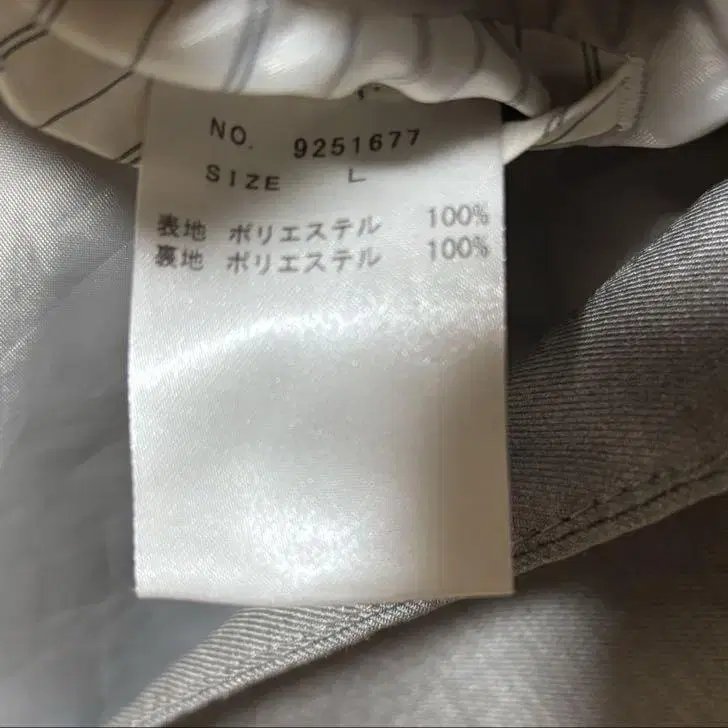 NO. 9251677
SIZE L
表地 ポリエステル 100%
裏地 ポリエステル 100%